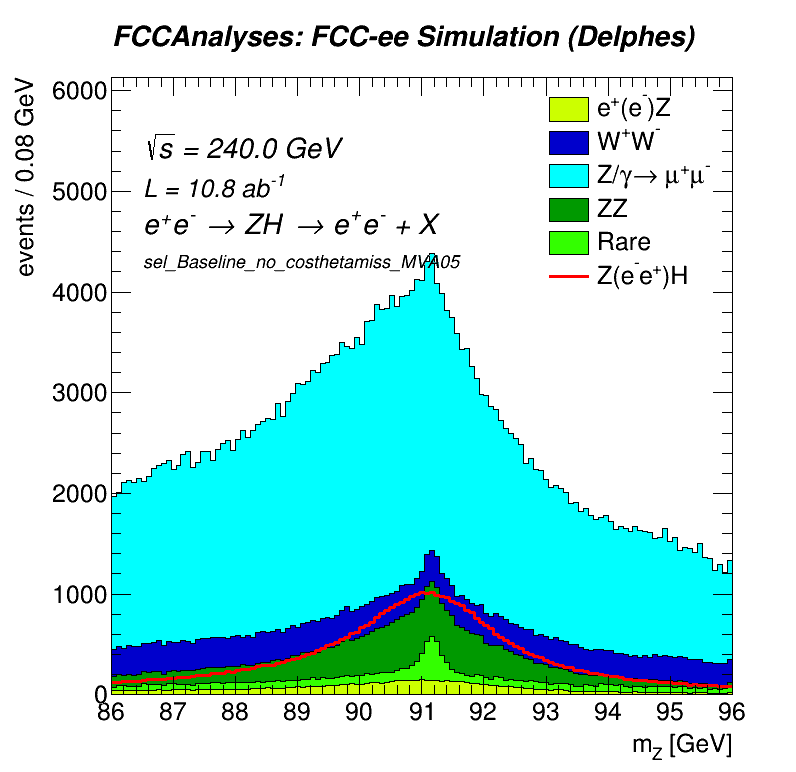 FCCAnalyses: FCC-ee Simulation (Delphes)
events / 0.08 GeV
6000
5000
4000
3000
2000
1000
0
√s = 240.0 GeV
L = 10.8 ab⁻¹
e⁺e⁻ → ZH → e⁺e⁻ + X
sel_Baseline_no_costhetamiss_MVA05
e⁺(e⁻)Z
W⁺W⁻
Z/γ→ μ⁺μ⁻
ZZ
Rare
Z(e⁻e⁺)H
86 87 88 89 90 91 92 93 94 95 96
m_Z [GeV]